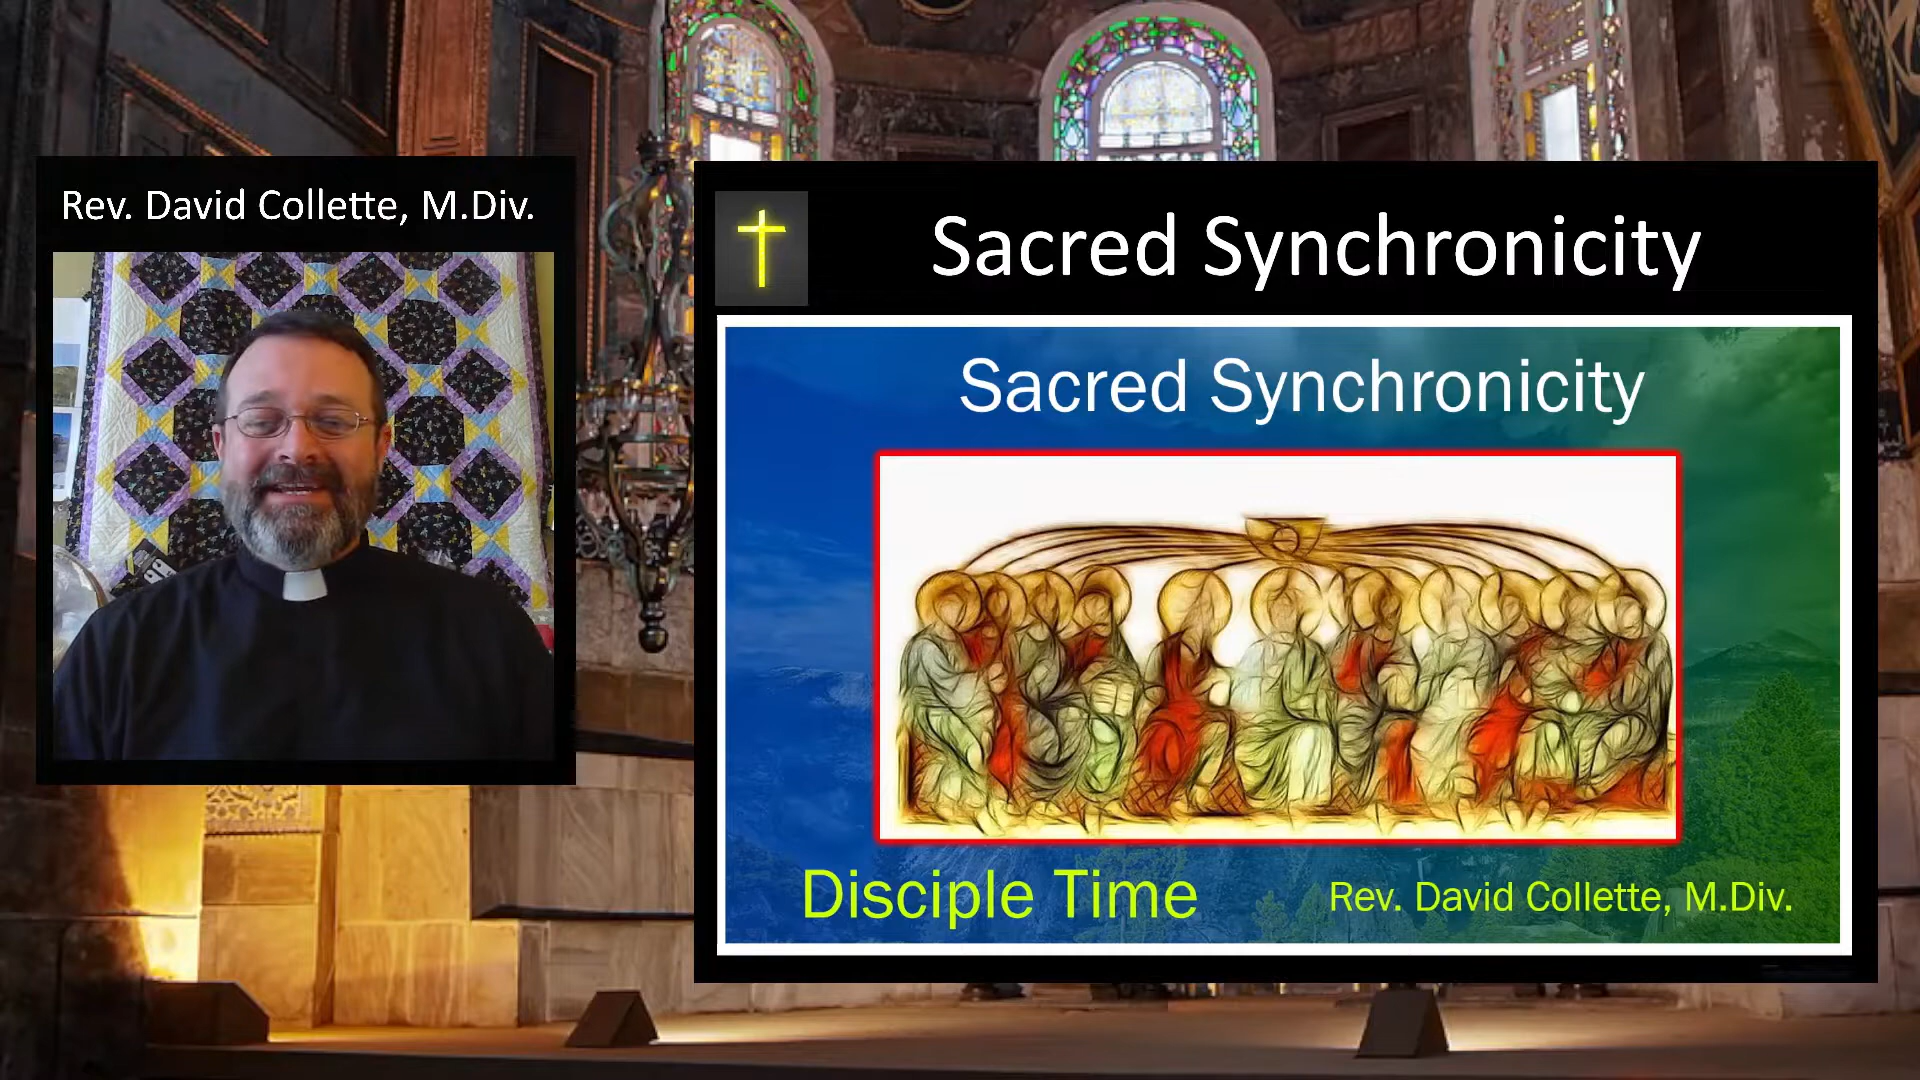 Rev. David Collette, M.Div.
Sacred Synchronicity
Sacred Synchronicity
Disciple Time
Rev. David Collette, M.Div.